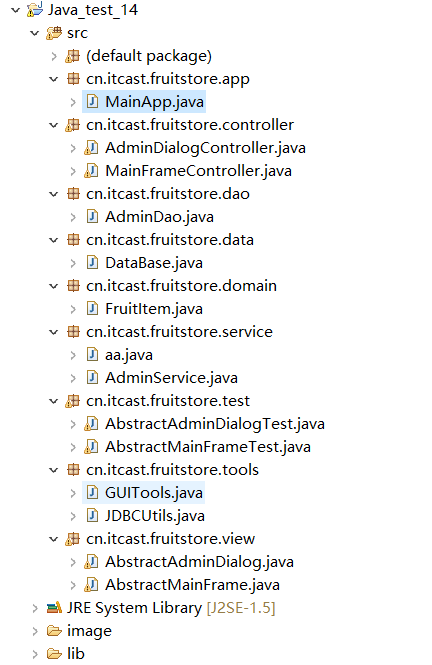 Java_test_14
src
(default package)
cn.itcast.fruitstore.app
MainApp.java
cn.itcast.fruitstore.controller
AdminDialogController.java
MainFrameController.java
cn.itcast.fruitstore.dao
AdminDao.java
cn.itcast.fruitstore.data
DataBase.java
cn.itcast.fruitstore.domain
FruitItem.java
cn.itcast.fruitstore.service
aa.java
AdminService.java
cn.itcast.fruitstore.test
AbstractAdminDialogTest.java
AbstractMainFrameTest.java
cn.itcast.fruitstore.tools
GUITools.java
JDBCUtils.java
cn.itcast.fruitstore.view
AbstractAdminDialog.java
AbstractMainFrame.java
JRE System Library [J2SE-1.5]
image
lib